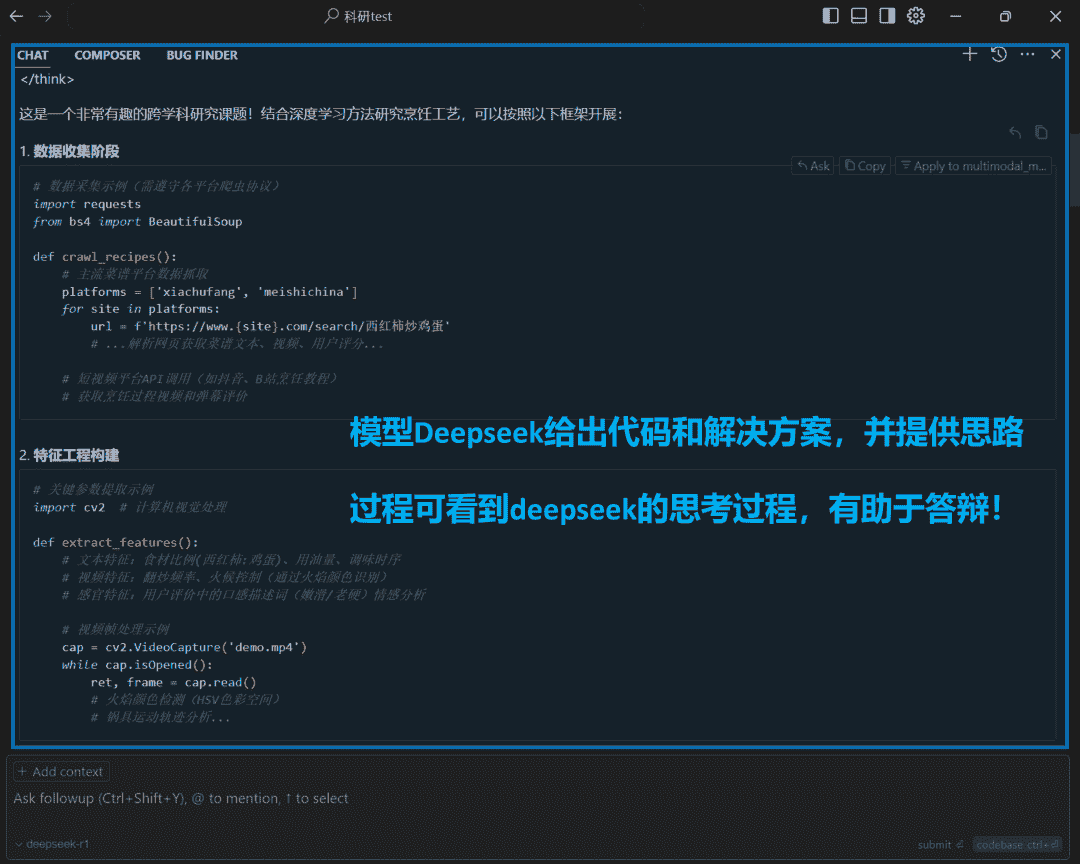 科研test
CHAT COMPOSER BUG FINDER
</think>
这是一个非常有趣的跨学科研究课题！结合深度学习方法研究烹饪工艺，可以按照以下框架开展：
1. 数据收集阶段
Ask Copy Apply to multimodal_m...
# 数据采集示例（需遵守各平台爬虫协议）
import requests
from bs4 import BeautifulSoup
def crawl_recipes():
# 主流菜谱平台数据抓取
platforms = ['xiachufang', 'meishichina']
for site in platforms:
url = f'https://www.{site}.com/search/西红柿炒鸡蛋'
# ...解析网页获取菜谱文本、视频、用户评分...
# 短视频平台API调用（如抖音、B站烹饪教程）
# 获取烹饪过程视频和弹幕评价
模型Deepseek给出代码和解决方案，并提供思路
2. 特征工程构建
# 关键参数提取示例
import cv2 # 计算机视觉处理
过程可看到deepseek的思考过程，有助于答辩！
def extract_features():
# 文本特征：食材比例(西红柿:鸡蛋)、用油量、调味时序
# 视频特征：翻炒频率、火候控制（通过火焰颜色识别）
# 感官特征：用户评价中的口感描述词（嫩滑/老硬）情感分析
# 视频帧处理示例
cap = cv2.VideoCapture('demo.mp4')
while cap.isOpened():
ret, frame = cap.read()
# 火焰颜色检测（HSV色彩空间）
# 锅具运动轨迹分析...
+ Add context
Ask followup (Ctrl+Shift+Y), @ to mention, ↑ to select
deepseek-r1 submit ⏎ codebase ctrl+⏎